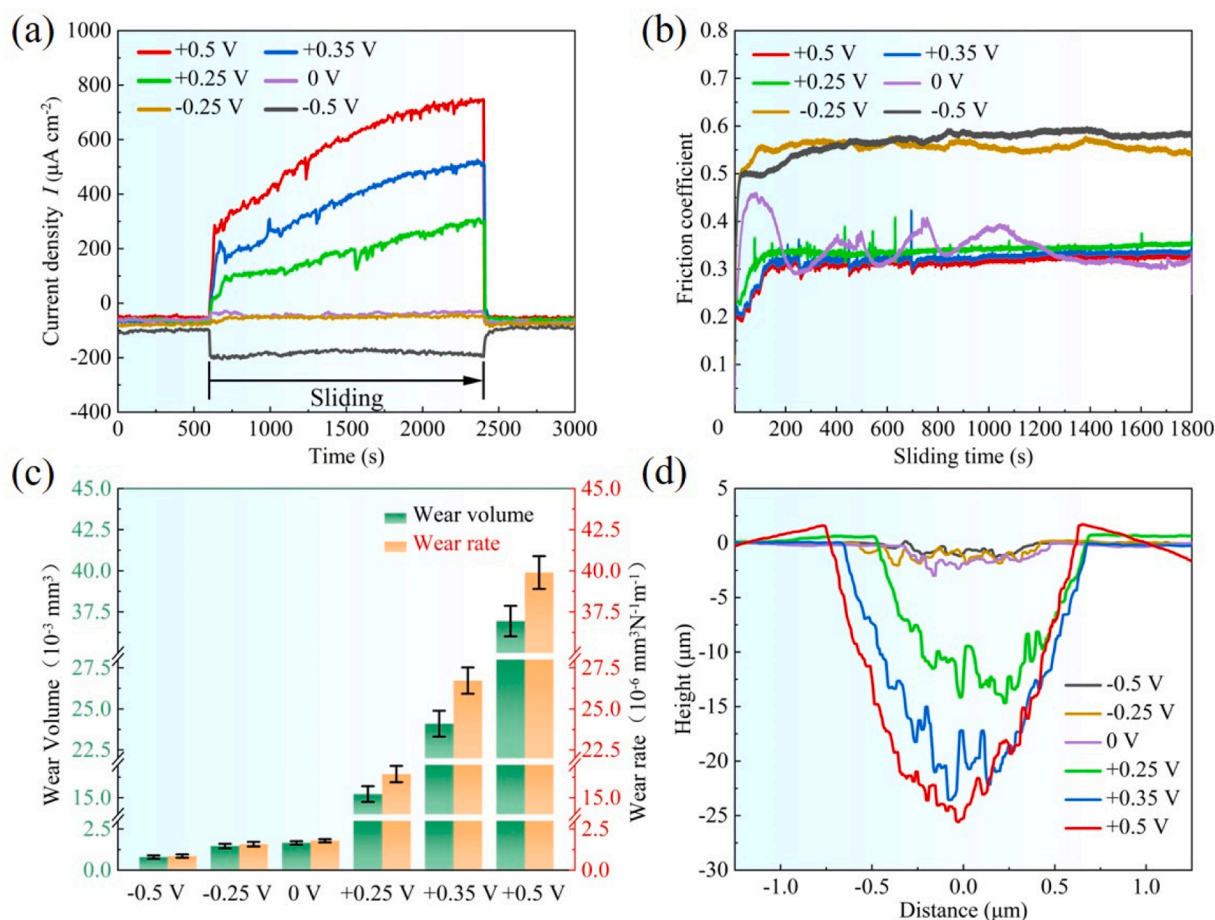 (a)
1000
800
600
400
200
0
-200
-400
Current density I (μA cm⁻²)
+0.5 V +0.35 V
+0.25 V 0 V
-0.25 V -0.5 V
Sliding
0 500 1000 1500 2000 2500 3000
Time (s)
(b)
0.8
0.7
0.6
0.5
0.4
0.3
0.2
0.1
Friction coefficient
+0.5 V +0.35 V
+0.25 V 0 V
-0.25 V -0.5 V
0 200 400 600 800 1000 1200 1400 1600 1800
Sliding time (s)
(c)
45.0
42.5
40.0
37.5
27.5
25.0
22.5
15.0
2.5
0.0
Wear Volume (10⁻³ mm³)
Wear volume
Wear rate
45.0
42.5
40.0
37.5
27.5
25.0
22.5
15.0
2.5
0.0
Wear rate (10⁻⁶ mm³N⁻¹m⁻¹)
-0.5 V -0.25 V 0 V +0.25 V +0.35 V +0.5 V
(d)
5
0
-5
-10
-15
-20
-25
-30
Height (μm)
-0.5 V
-0.25 V
0 V
+0.25 V
+0.35 V
+0.5 V
-1.0 -0.5 0.0 0.5 1.0
Distance (μm)